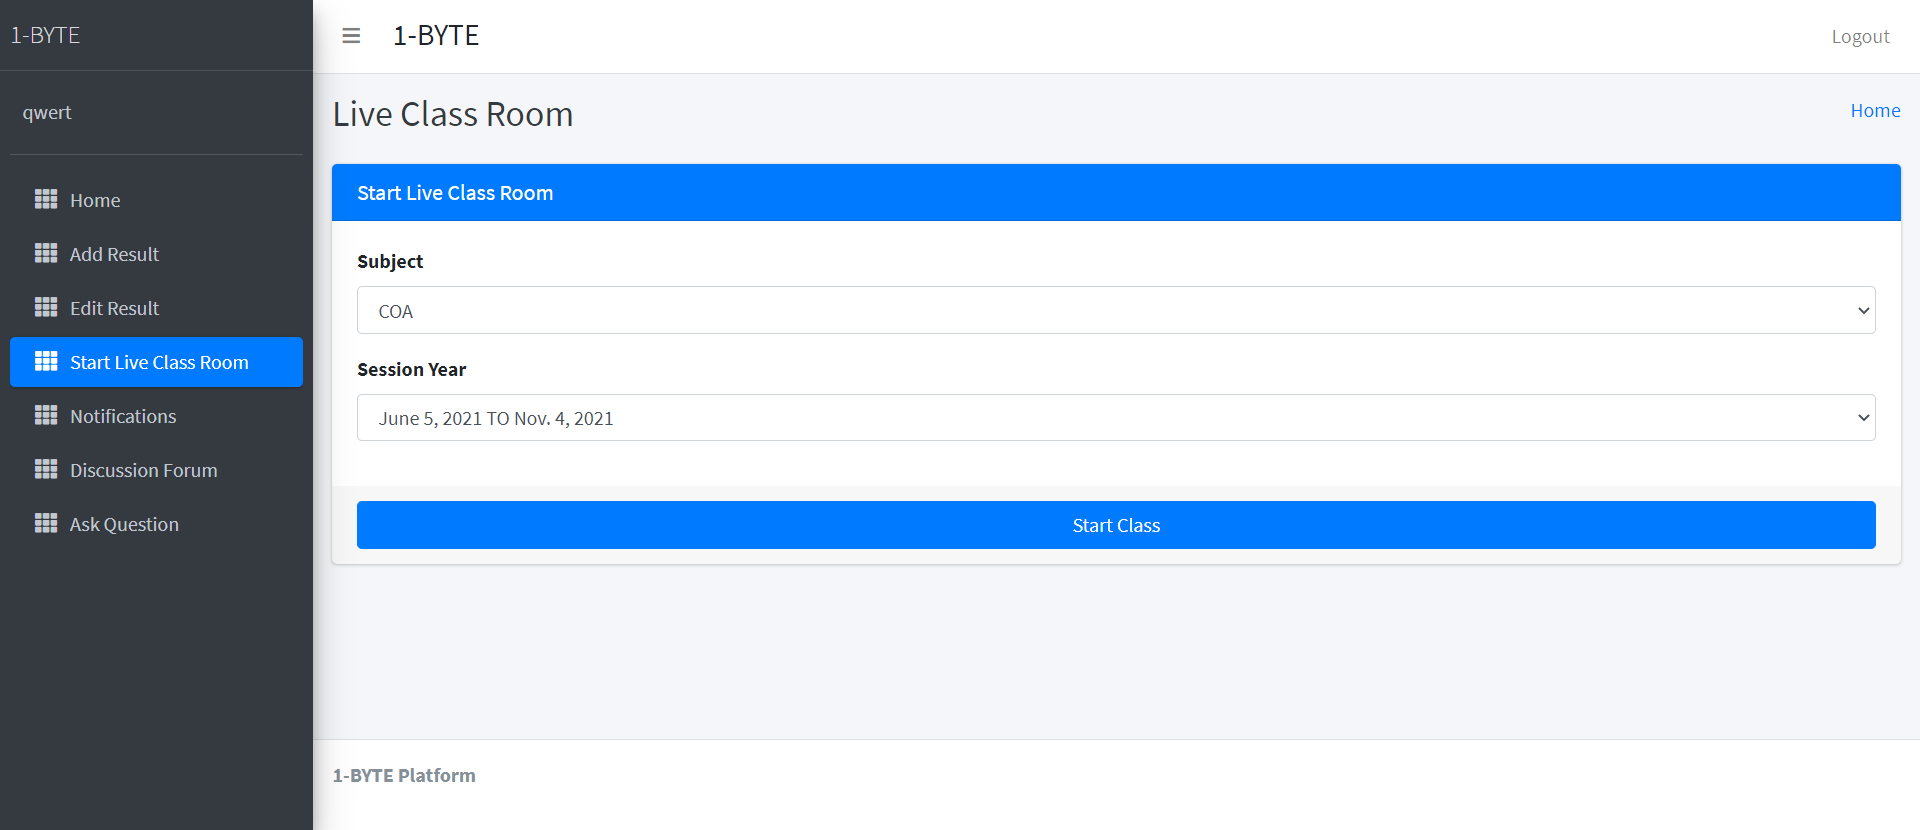 1-BYTE
qwert
Home
Add Result
Edit Result
Start Live Class Room
Notifications
Discussion Forum
Ask Question
1-BYTE
Logout
Live Class Room
Home
Start Live Class Room
Subject
COA
Session Year
June 5, 2021 TO Nov. 4, 2021
Start Class
1-BYTE Platform